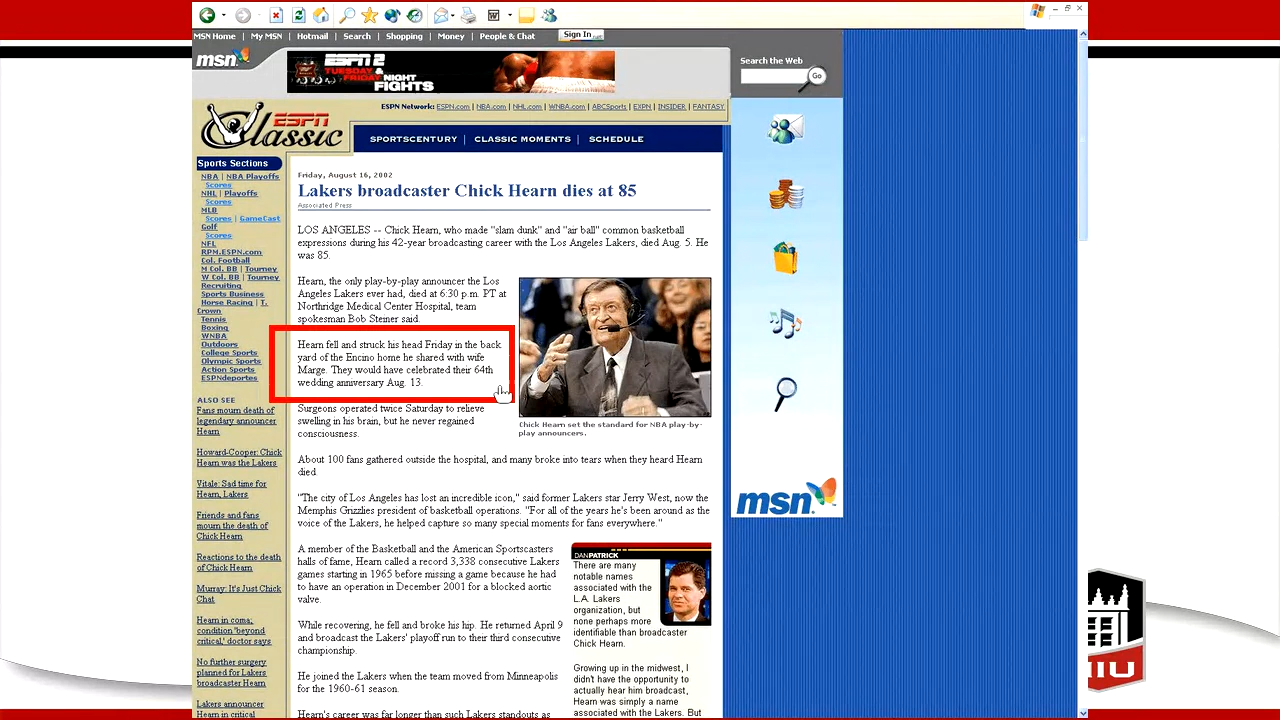 MSN Home | My MSN | Hotmail | Search | Shopping | Money | People & Chat
Sign In .net
msn
ESPN 2
TUESDAY & FRIDAY NIGHT
FIGHTS
Search the Web
Go
ESPN Network: ESPN.com | NBA.com | NHL.com | WNBA.com | ABCSports | EXPN | INSIDER | FANTASY
ESPN
Classic
SPORTSCENTURY | CLASSIC MOMENTS | SCHEDULE
Sports Sections
NBA | NBA Playoffs
Scores
NHL | Playoffs
Scores
MLB
Scores | GameCast
Golf
Scores
NFL
RPM.ESPN.com
Col. Football
M Col. BB | Tourney
W Col. BB | Tourney
Recruiting
Sports Business
Horse Racing | T.
Crown
Tennis
Boxing
WNBA
Outdoors
College Sports
Olympic Sports
Action Sports
ESPNdeportes
ALSO SEE
Fans mourn death of
legendary announcer
Hearn
Howard-Cooper: Chick
Hearn was the Lakers
Vitale: Sad time for
Hearn, Lakers
Friends and fans
mourn the death of
Chick Hearn
Reactions to the death
of Chick Hearn
Murray: It's Just Chick
Chat
Hearn in coma;
condition 'beyond
critical,' doctor says
No further surgery
planned for Lakers
broadcaster Hearn
Lakers announcer
Hearn in critical
Friday, August 16, 2002
Lakers broadcaster Chick Hearn dies at 85
Associated Press
LOS ANGELES -- Chick Hearn, who made "slam dunk" and "air ball" common basketball
expressions during his 42-year broadcasting career with the Los Angeles Lakers, died Aug. 5. He
was 85.
Hearn, the only play-by-play announcer the Los
Angeles Lakers ever had, died at 6:30 p.m. PT at
Northridge Medical Center Hospital, team
spokesman Bob Steiner said.
Hearn fell and struck his head Friday in the back
yard of the Encino home he shared with wife
Marge. They would have celebrated their 64th
wedding anniversary Aug. 13.
Surgeons operated twice Saturday to relieve
swelling in his brain, but he never regained
consciousness.
Chick Hearn set the standard for NBA play-by-
play announcers.
About 100 fans gathered outside the hospital, and many broke into tears when they heard Hearn
died.
"The city of Los Angeles has lost an incredible icon," said former Lakers star Jerry West, now the
Memphis Grizzlies president of basketball operations. "For all of the years he's been around as the
voice of the Lakers, he helped capture so many special moments for fans everywhere."
A member of the Basketball and the American Sportscasters
halls of fame, Hearn called a record 3,338 consecutive Lakers
games starting in 1965 before missing a game because he had
to have an operation in December 2001 for a blocked aortic
valve.
While recovering, he fell and broke his hip. He returned April 9
and broadcast the Lakers' playoff run to their third consecutive
championship.
He joined the Lakers when the team moved from Minneapolis
for the 1960-61 season.
Hearn's career was far longer than such Lakers standouts as
DAN PATRICK
There are many
notable names
associated with the
L.A. Lakers
organization, but
none perhaps more
identifiable than broadcaster
Chick Hearn.
Growing up in the midwest, I
didn't have the opportunity to
actually hear him broadcast,
Hearn was simply a name
associated with the Lakers. But
msn
NIU